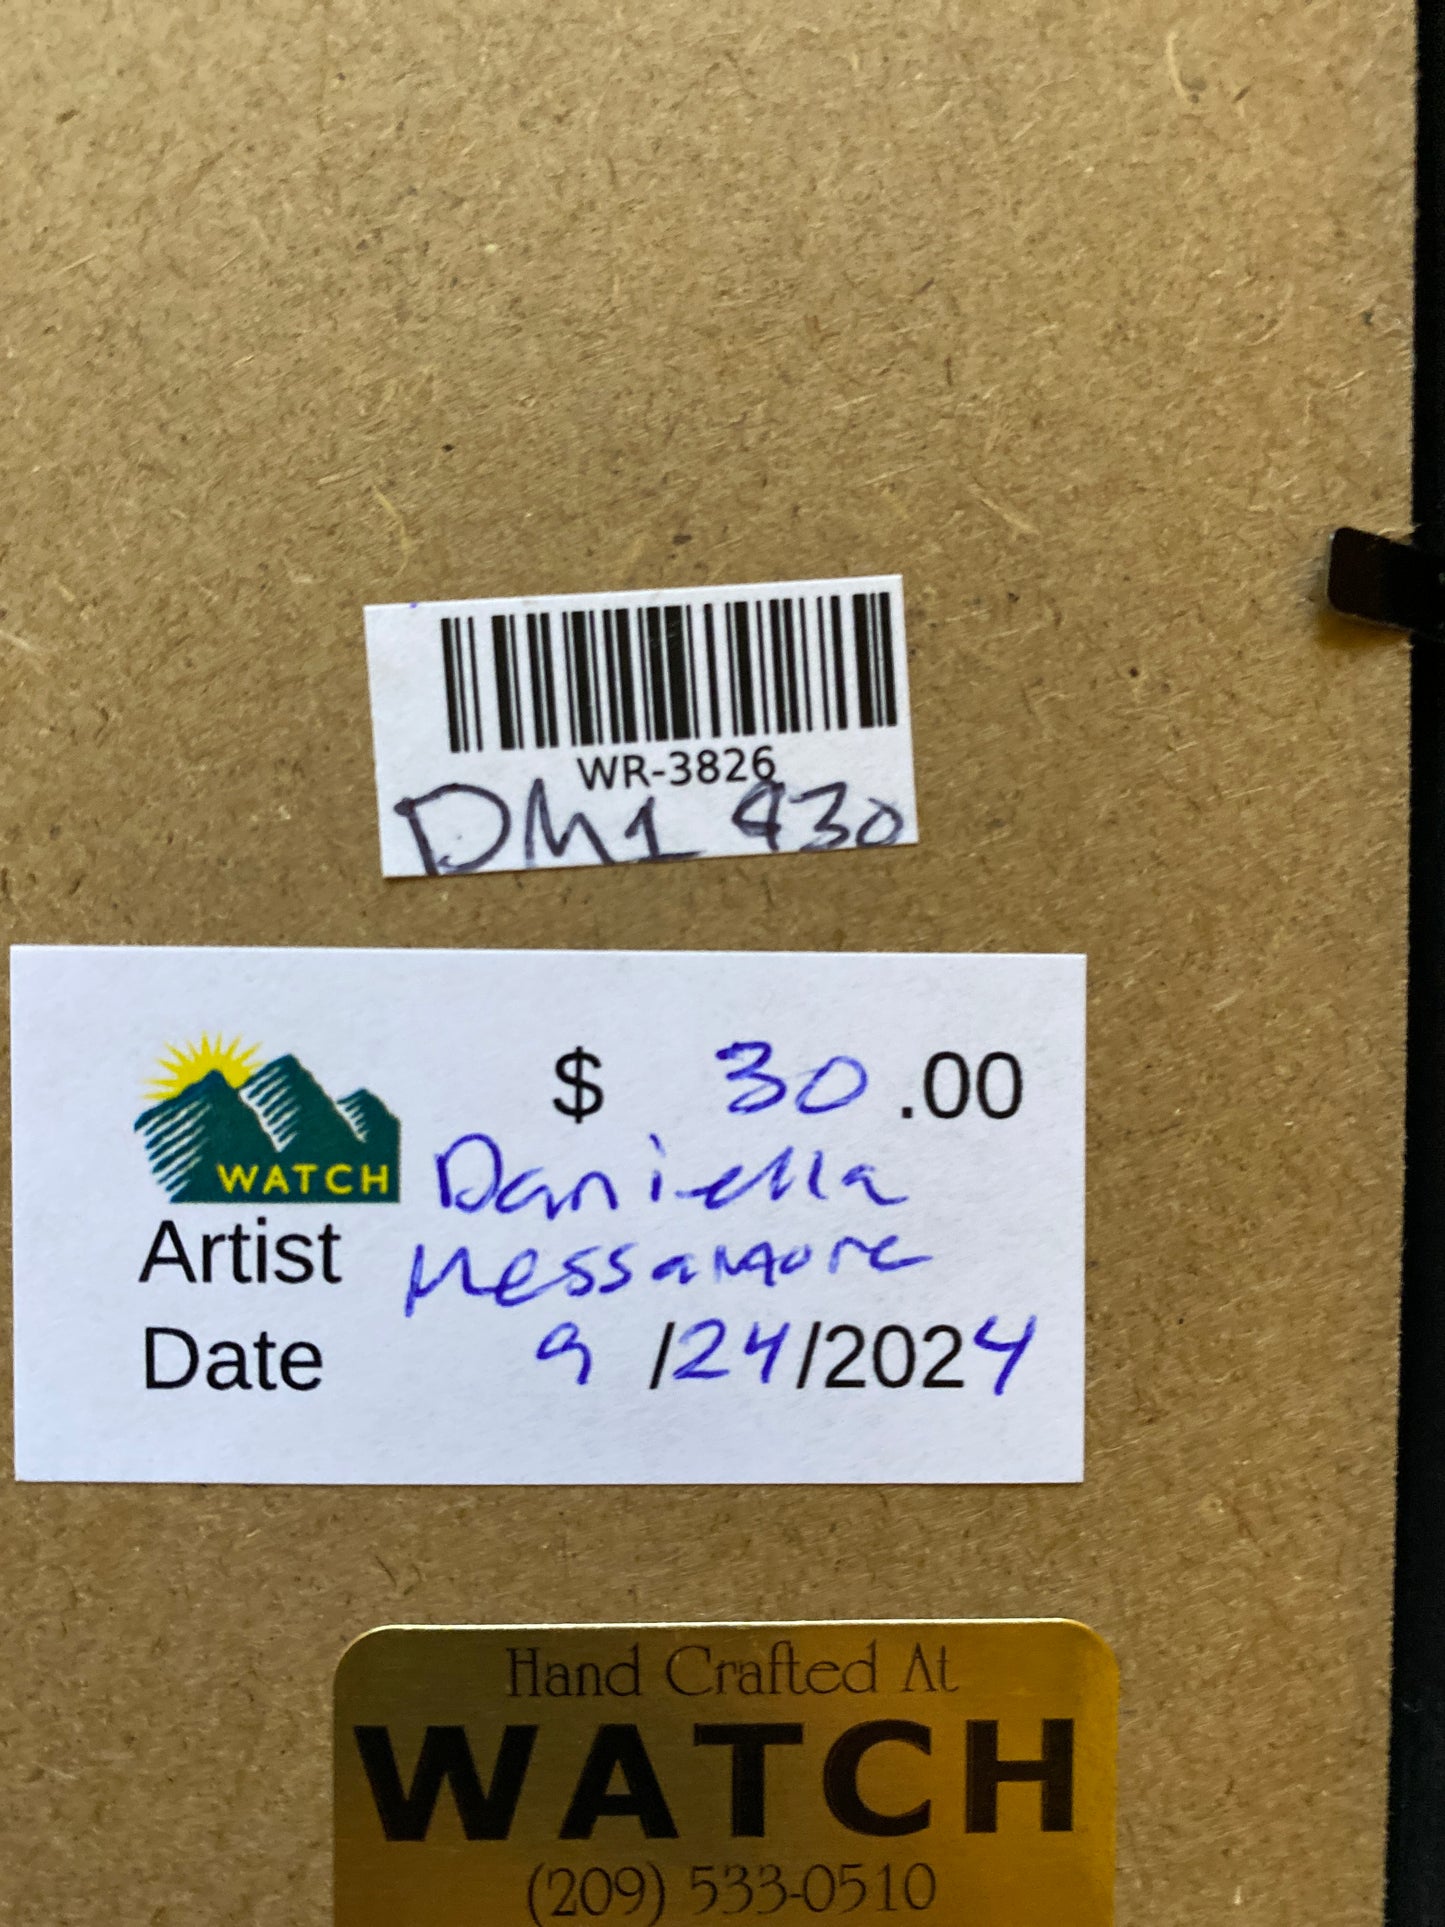 WR-3826
DM1 $30
$ 30.00
WATCH
Daniella
Artist Messamore
Date 9/24/2024
Hand Crafted At
WATCH
(209) 533-0510